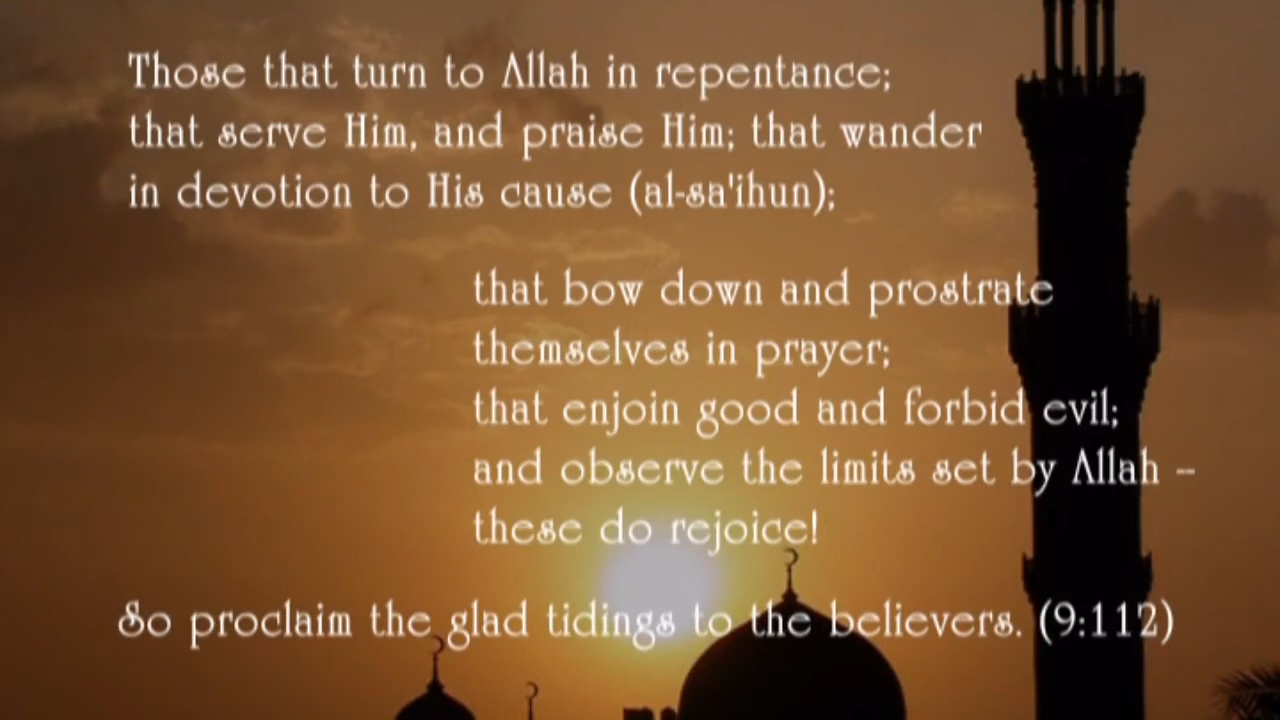 Those that turn to Allah in repentance;
that serve Him, and praise Him; that wander
in devotion to His cause (al-sa'ihun);
that bow down and prostrate
themselves in prayer;
that enjoin good and forbid evil;
and observe the limits set by Allah --
these do rejoice!
So proclaim the glad tidings to the believers. (9:112)